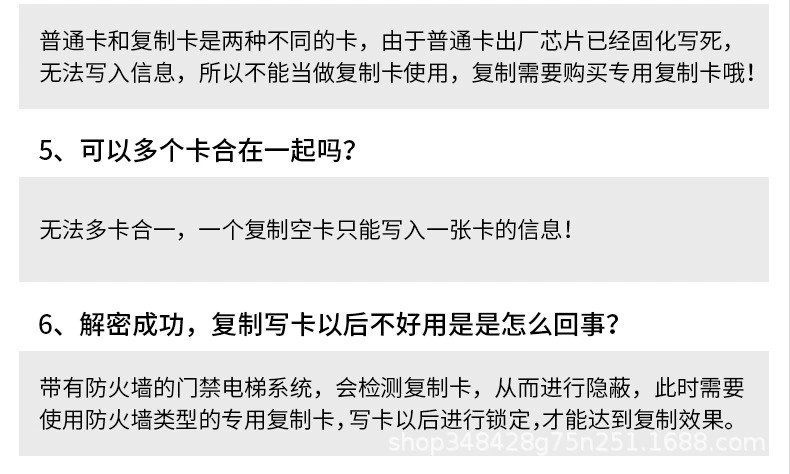 普通卡和复制卡是两种不同的卡，由于普通卡出厂芯片已经固化写死，
无法写入信息，所以不能当做复制卡使用，复制需要购买专用复制卡哦！
5、可以多个卡合在一起吗？
无法多卡合一，一个复制空卡只能写入一张卡的信息！
6、解密成功，复制写卡以后不好用是是怎么回事？
带有防火墙的门禁电梯系统，会检测复制卡，从而进行隐蔽，此时需要
使用防火墙类型的专用复制卡，写卡以后进行锁定，才能达到复制效果。
shop348428g75n251.1688.com